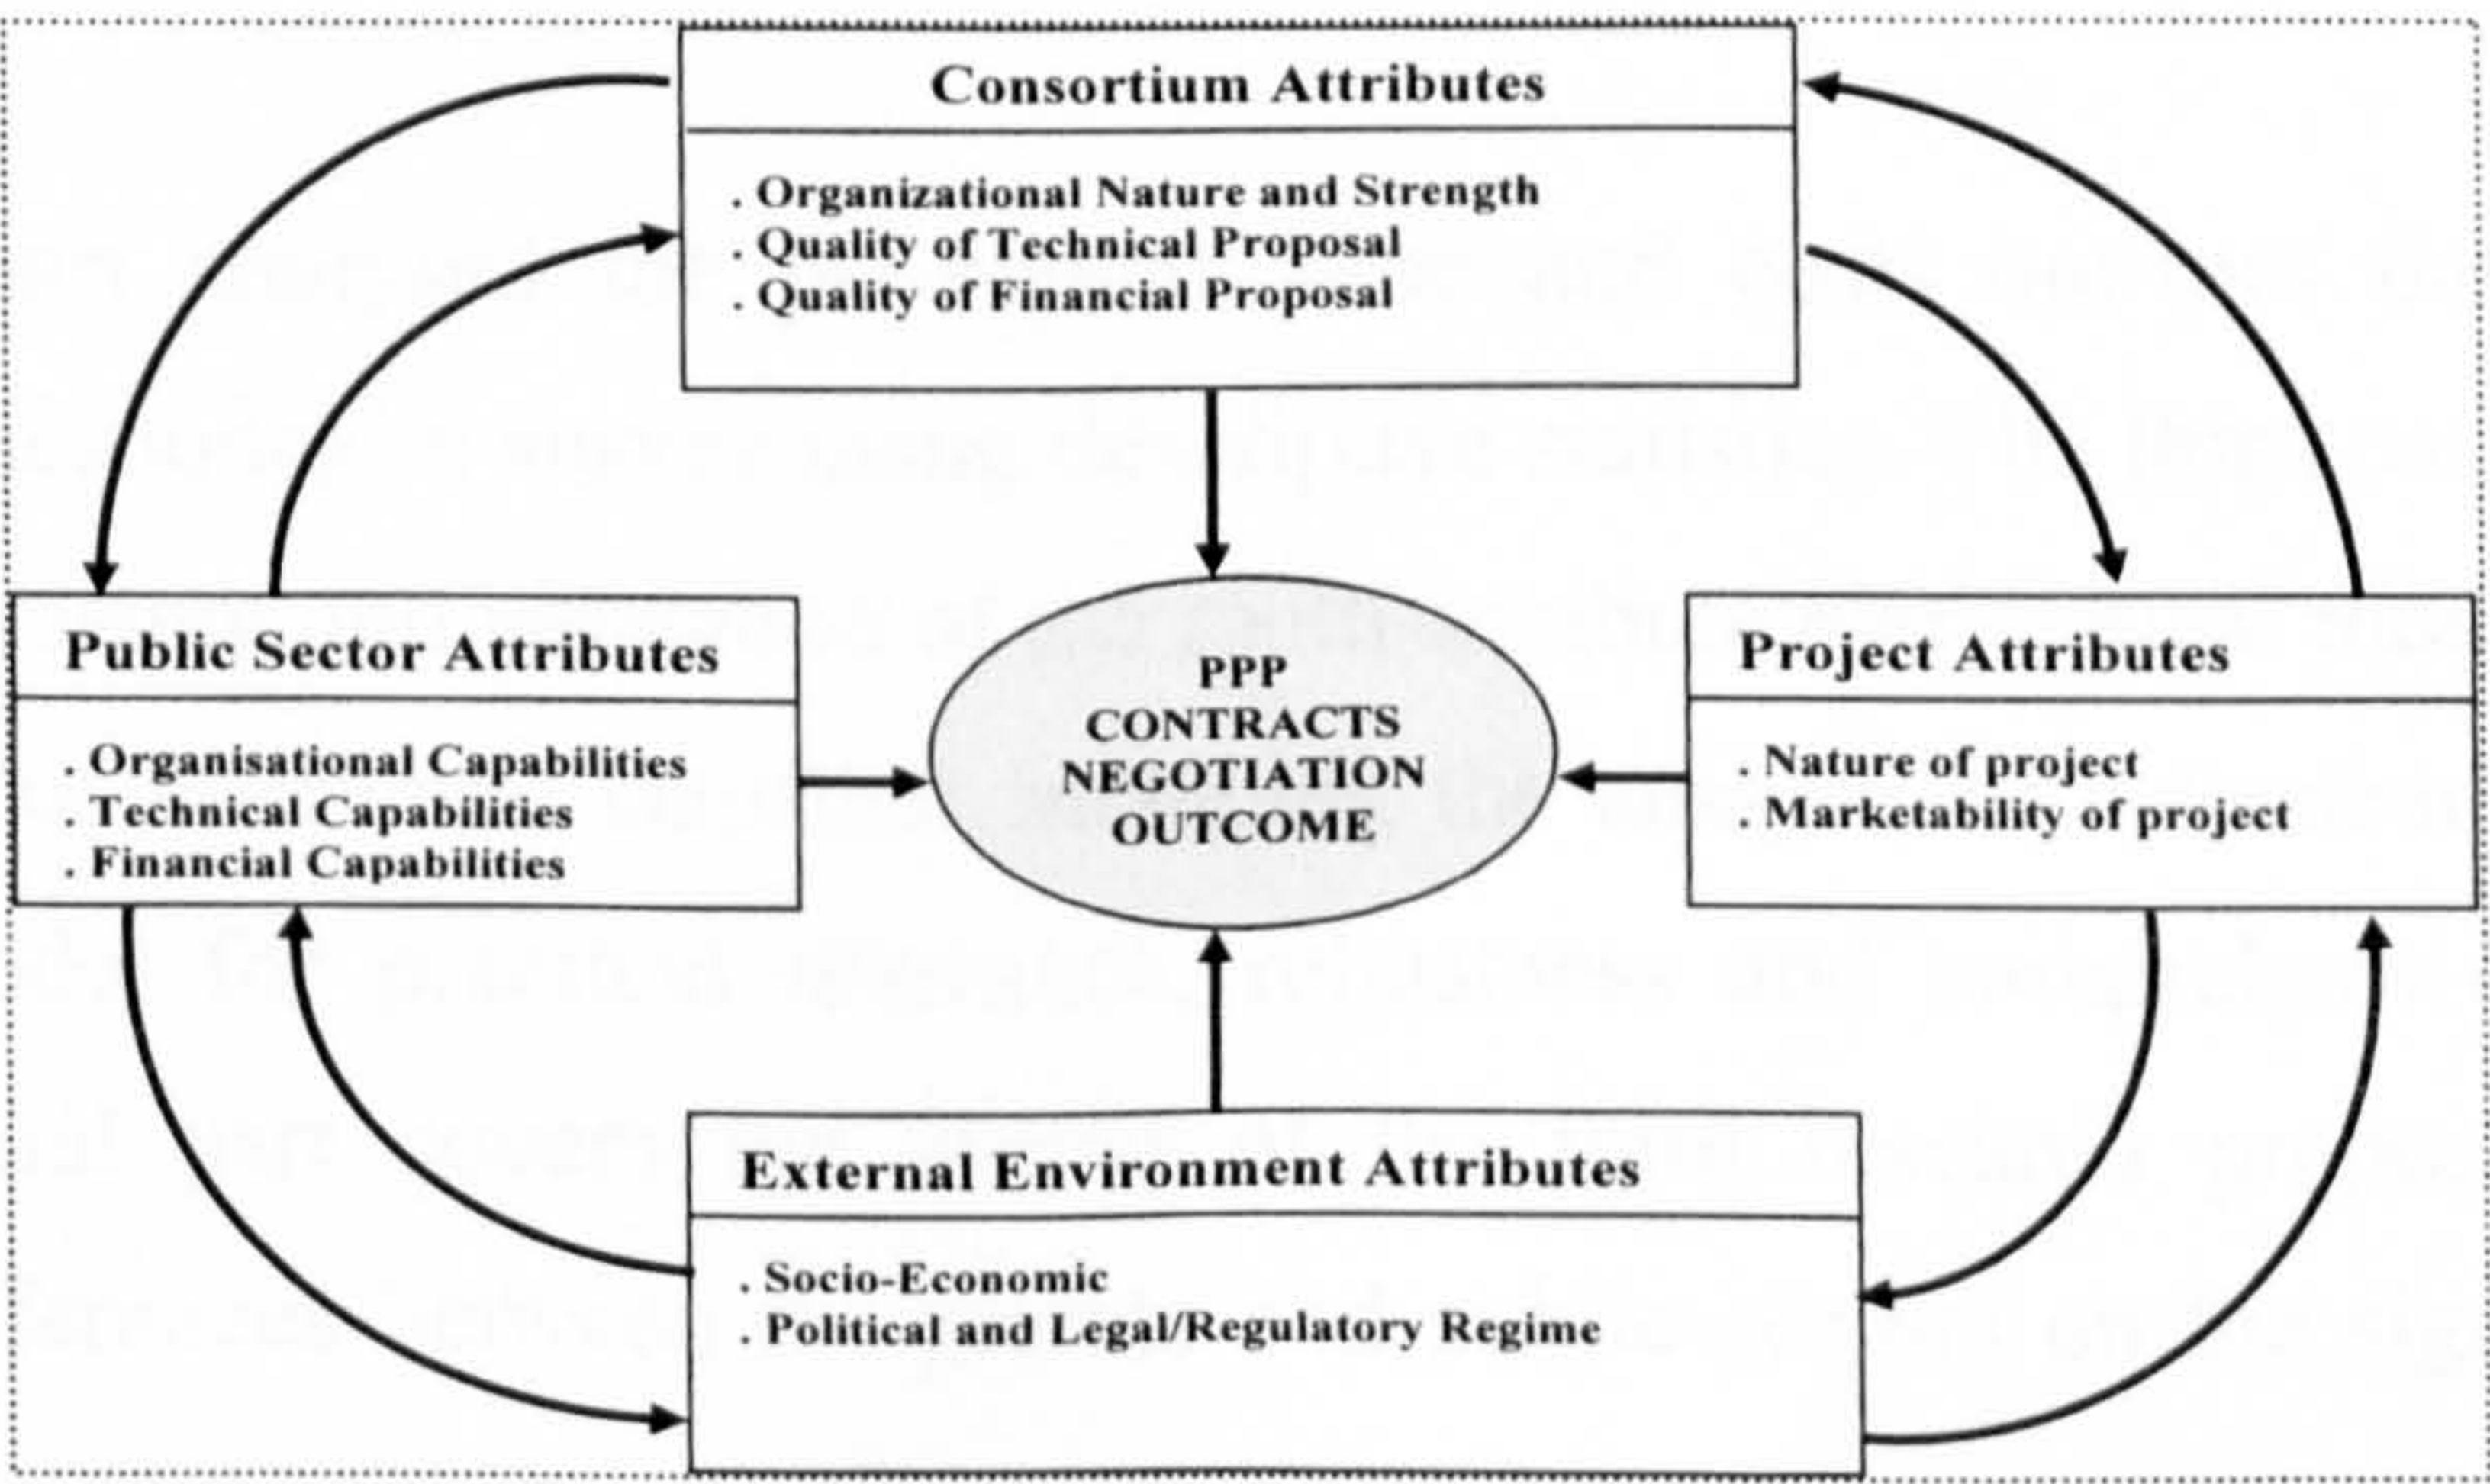 Consortium Attributes
. Organizational Nature and Strength
. Quality of Technical Proposal
. Quality of Financial Proposal
Public Sector Attributes
. Organisational Capabilities
. Technical Capabilities
. Financial Capabilities
PPP
CONTRACTS
NEGOTIATION
OUTCOME
Project Attributes
. Nature of project
. Marketability of project
External Environment Attributes
. Socio-Economic
. Political and Legal/Regulatory Regime